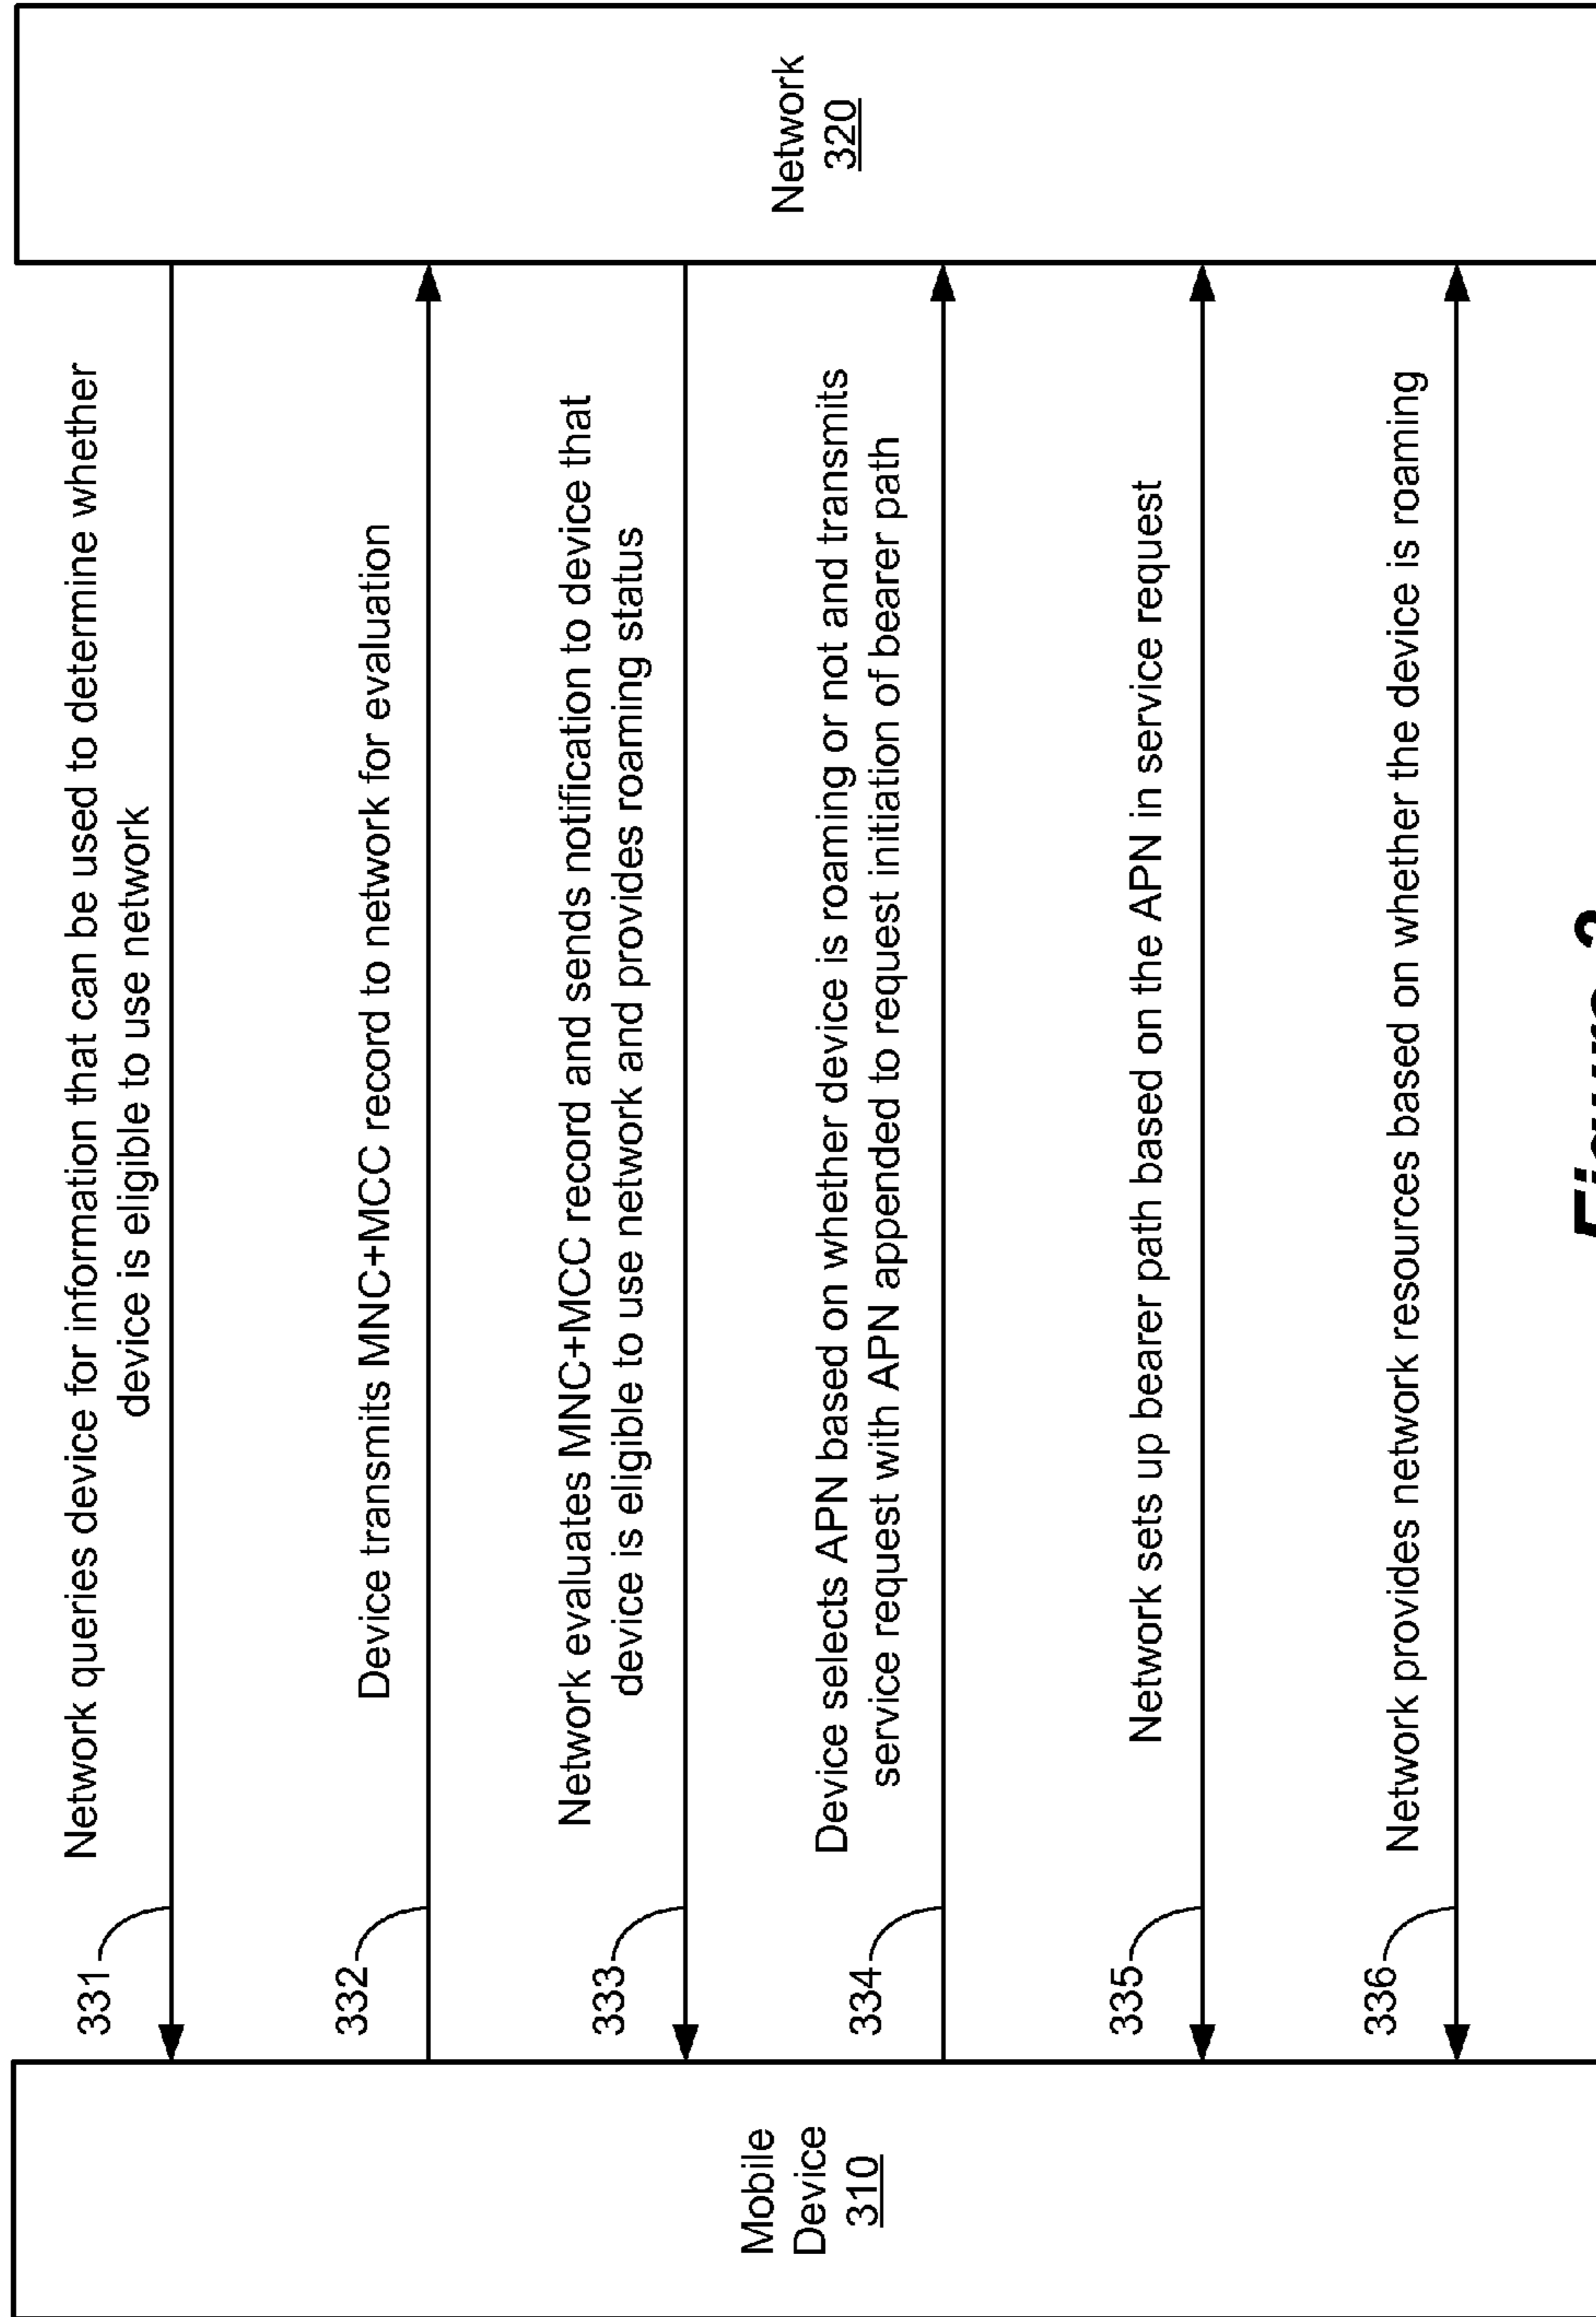 Mobile
Device
310
Network
320
331
Network queries device for information that can be used to determine whether
device is eligible to use network
332
Device transmits MNC+MCC record to network for evaluation
333
Network evaluates MNC+MCC record and sends notification to device that
device is eligible to use network and provides roaming status
334
Device selects APN based on whether device is roaming or not and transmits
service request with APN appended to request initiation of bearer path
335
Network sets up bearer path based on the APN in service request
336
Network provides network resources based on whether the device is roaming
Figure